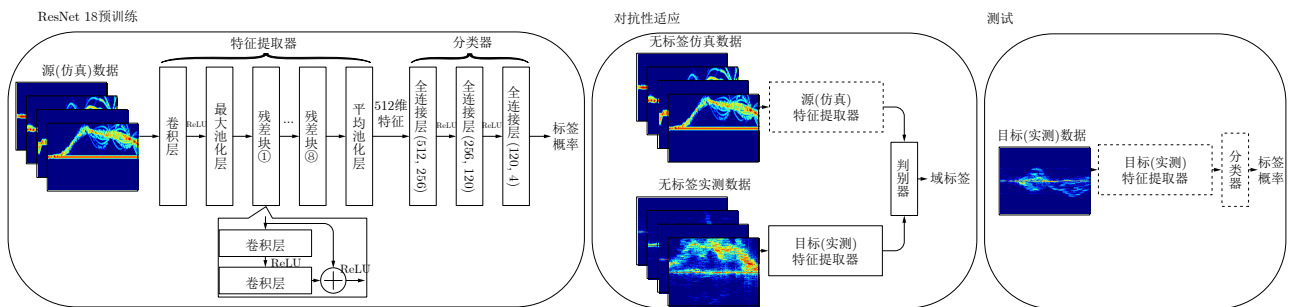 ResNet 18预训练
特征提取器
分类器
源(仿真)数据
卷积层
ReLU
最大池化层
残差块①
...
残差块⑧
平均池化层
512维
特征
全连接层(512, 256)
ReLU
全连接层(256, 120)
ReLU
全连接层(120, 4)
标签
概率
卷积层
ReLU
卷积层
ReLU
对抗性适应
无标签仿真数据
源(仿真)
特征提取器
无标签实测数据
目标(实测)
特征提取器
判别器
域标签
测试
目标(实测)数据
目标(实测)
特征提取器
分类器
标签
概率